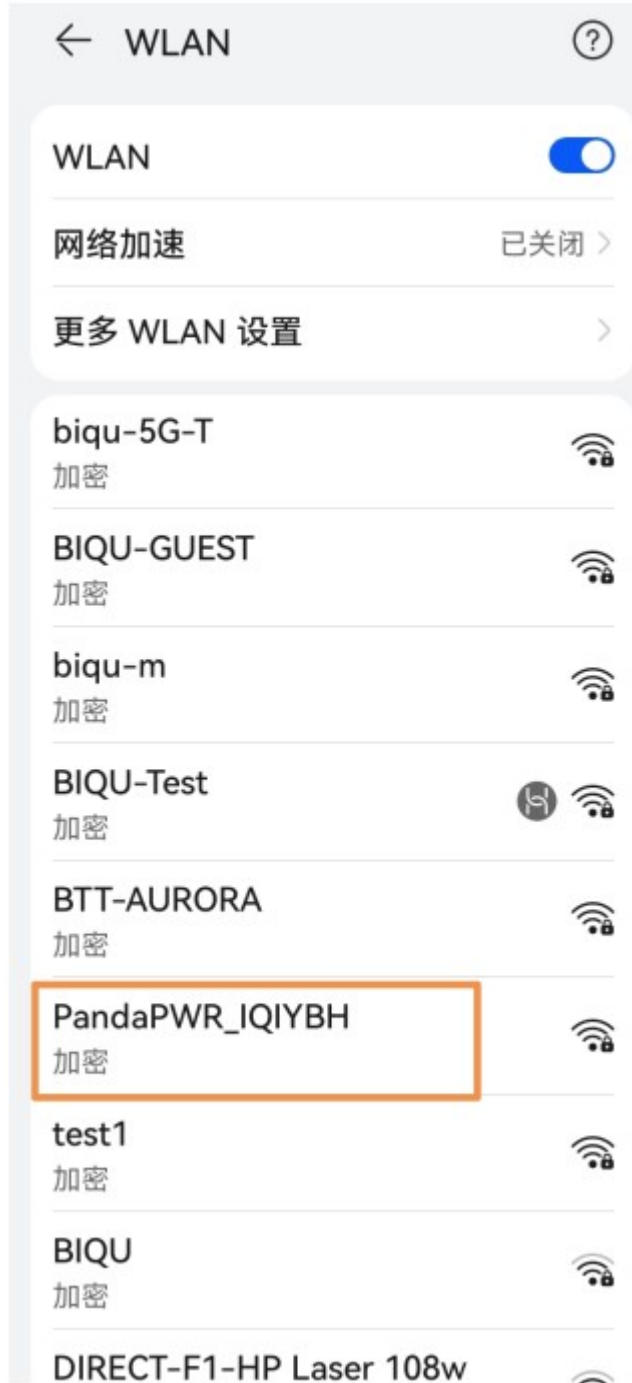 WLAN
WLAN
网络加速 已关闭
更多 WLAN 设置
biqu-5G-T
加密
BIQU-GUEST
加密
biqu-m
加密
BIQU-Test
加密
BTT-AURORA
加密
PandaPWR_IQIYBH
加密
test1
加密
BIQU
加密
DIRECT-F1-HP Laser 108w